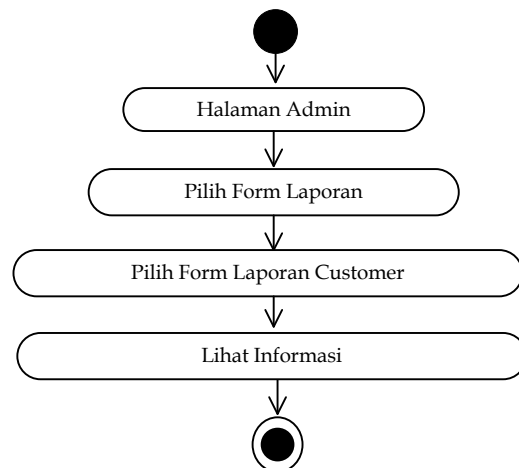 Halaman Admin
Pilih Form Laporan
Pilih Form Laporan Customer
Lihat Informasi